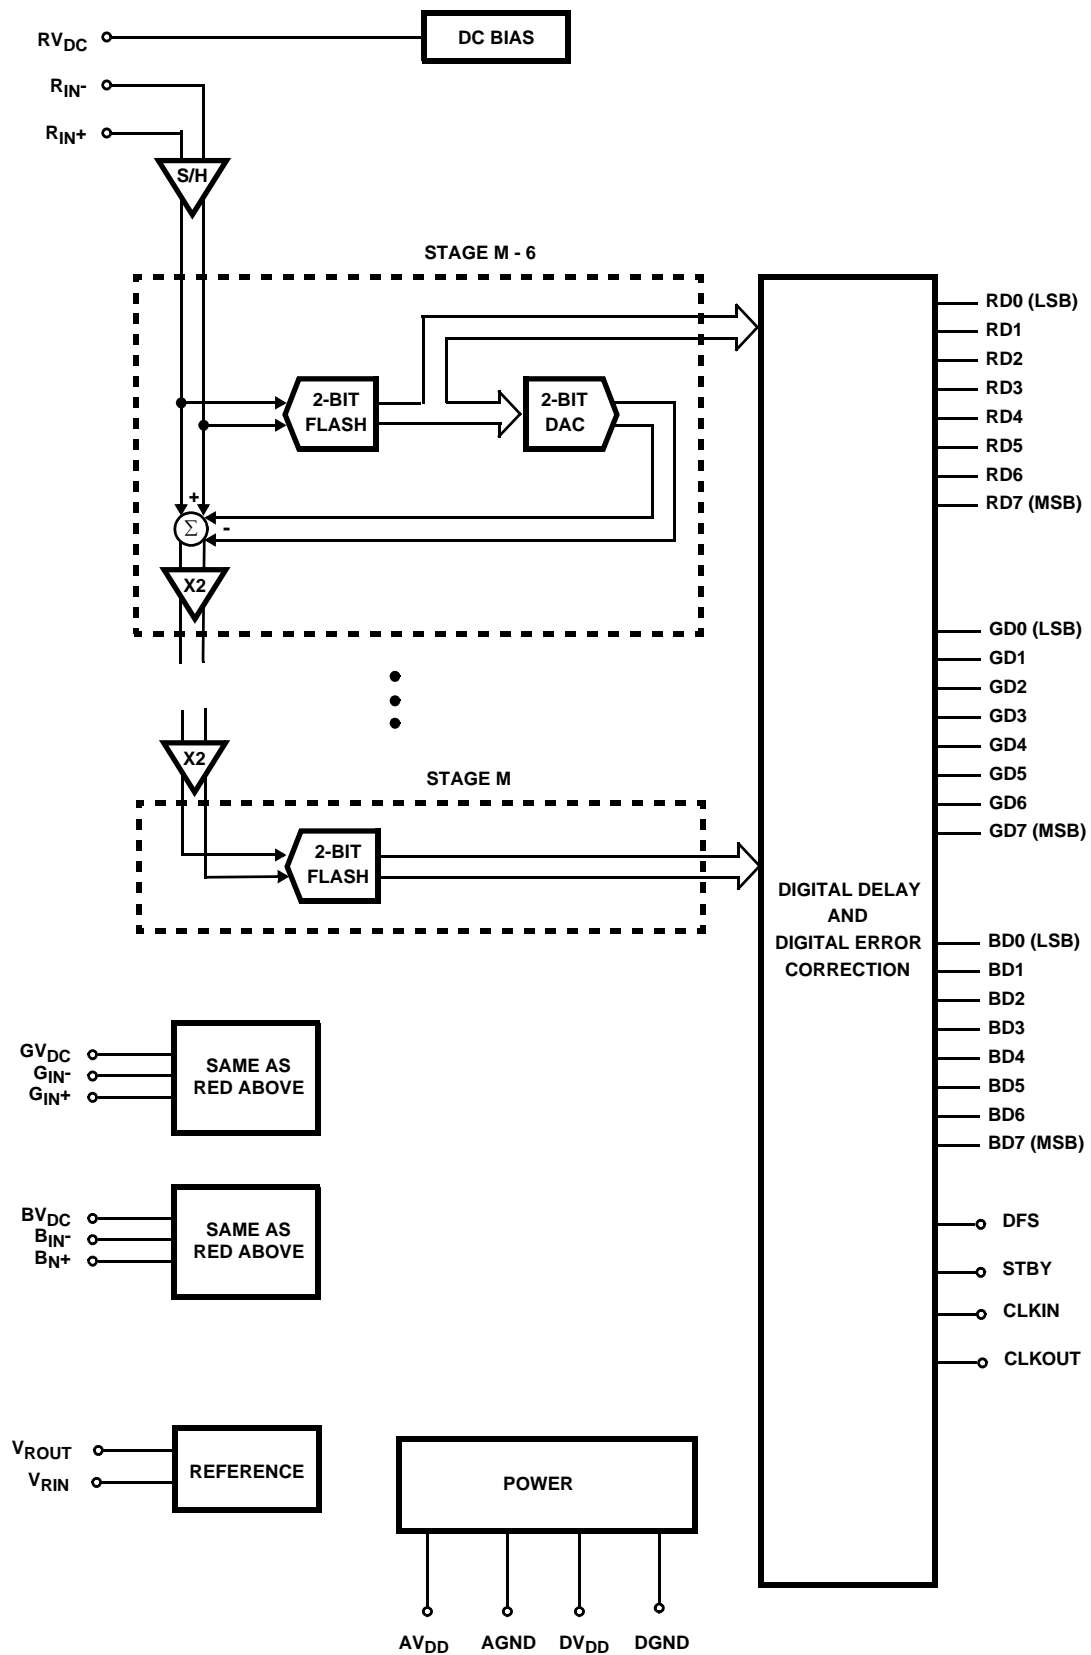 RVDC
DC BIAS
RIN-
RIN+
S/H
STAGE M - 6
2-BIT
FLASH
2-BIT
DAC
+
Σ
-
X2
X2
STAGE M
2-BIT
FLASH
DIGITAL DELAY
AND
DIGITAL ERROR
CORRECTION
RD0 (LSB)
RD1
RD2
RD3
RD4
RD5
RD6
RD7 (MSB)
GD0 (LSB)
GD1
GD2
GD3
GD4
GD5
GD6
GD7 (MSB)
BD0 (LSB)
BD1
BD2
BD3
BD4
BD5
BD6
BD7 (MSB)
DFS
STBY
CLKIN
CLKOUT
GVDC
GIN-
GIN+
SAME AS
RED ABOVE
BVDC
BIN-
BN+
SAME AS
RED ABOVE
VROUT
VRIN
REFERENCE
POWER
AVDD
AGND
DVDD
DGND